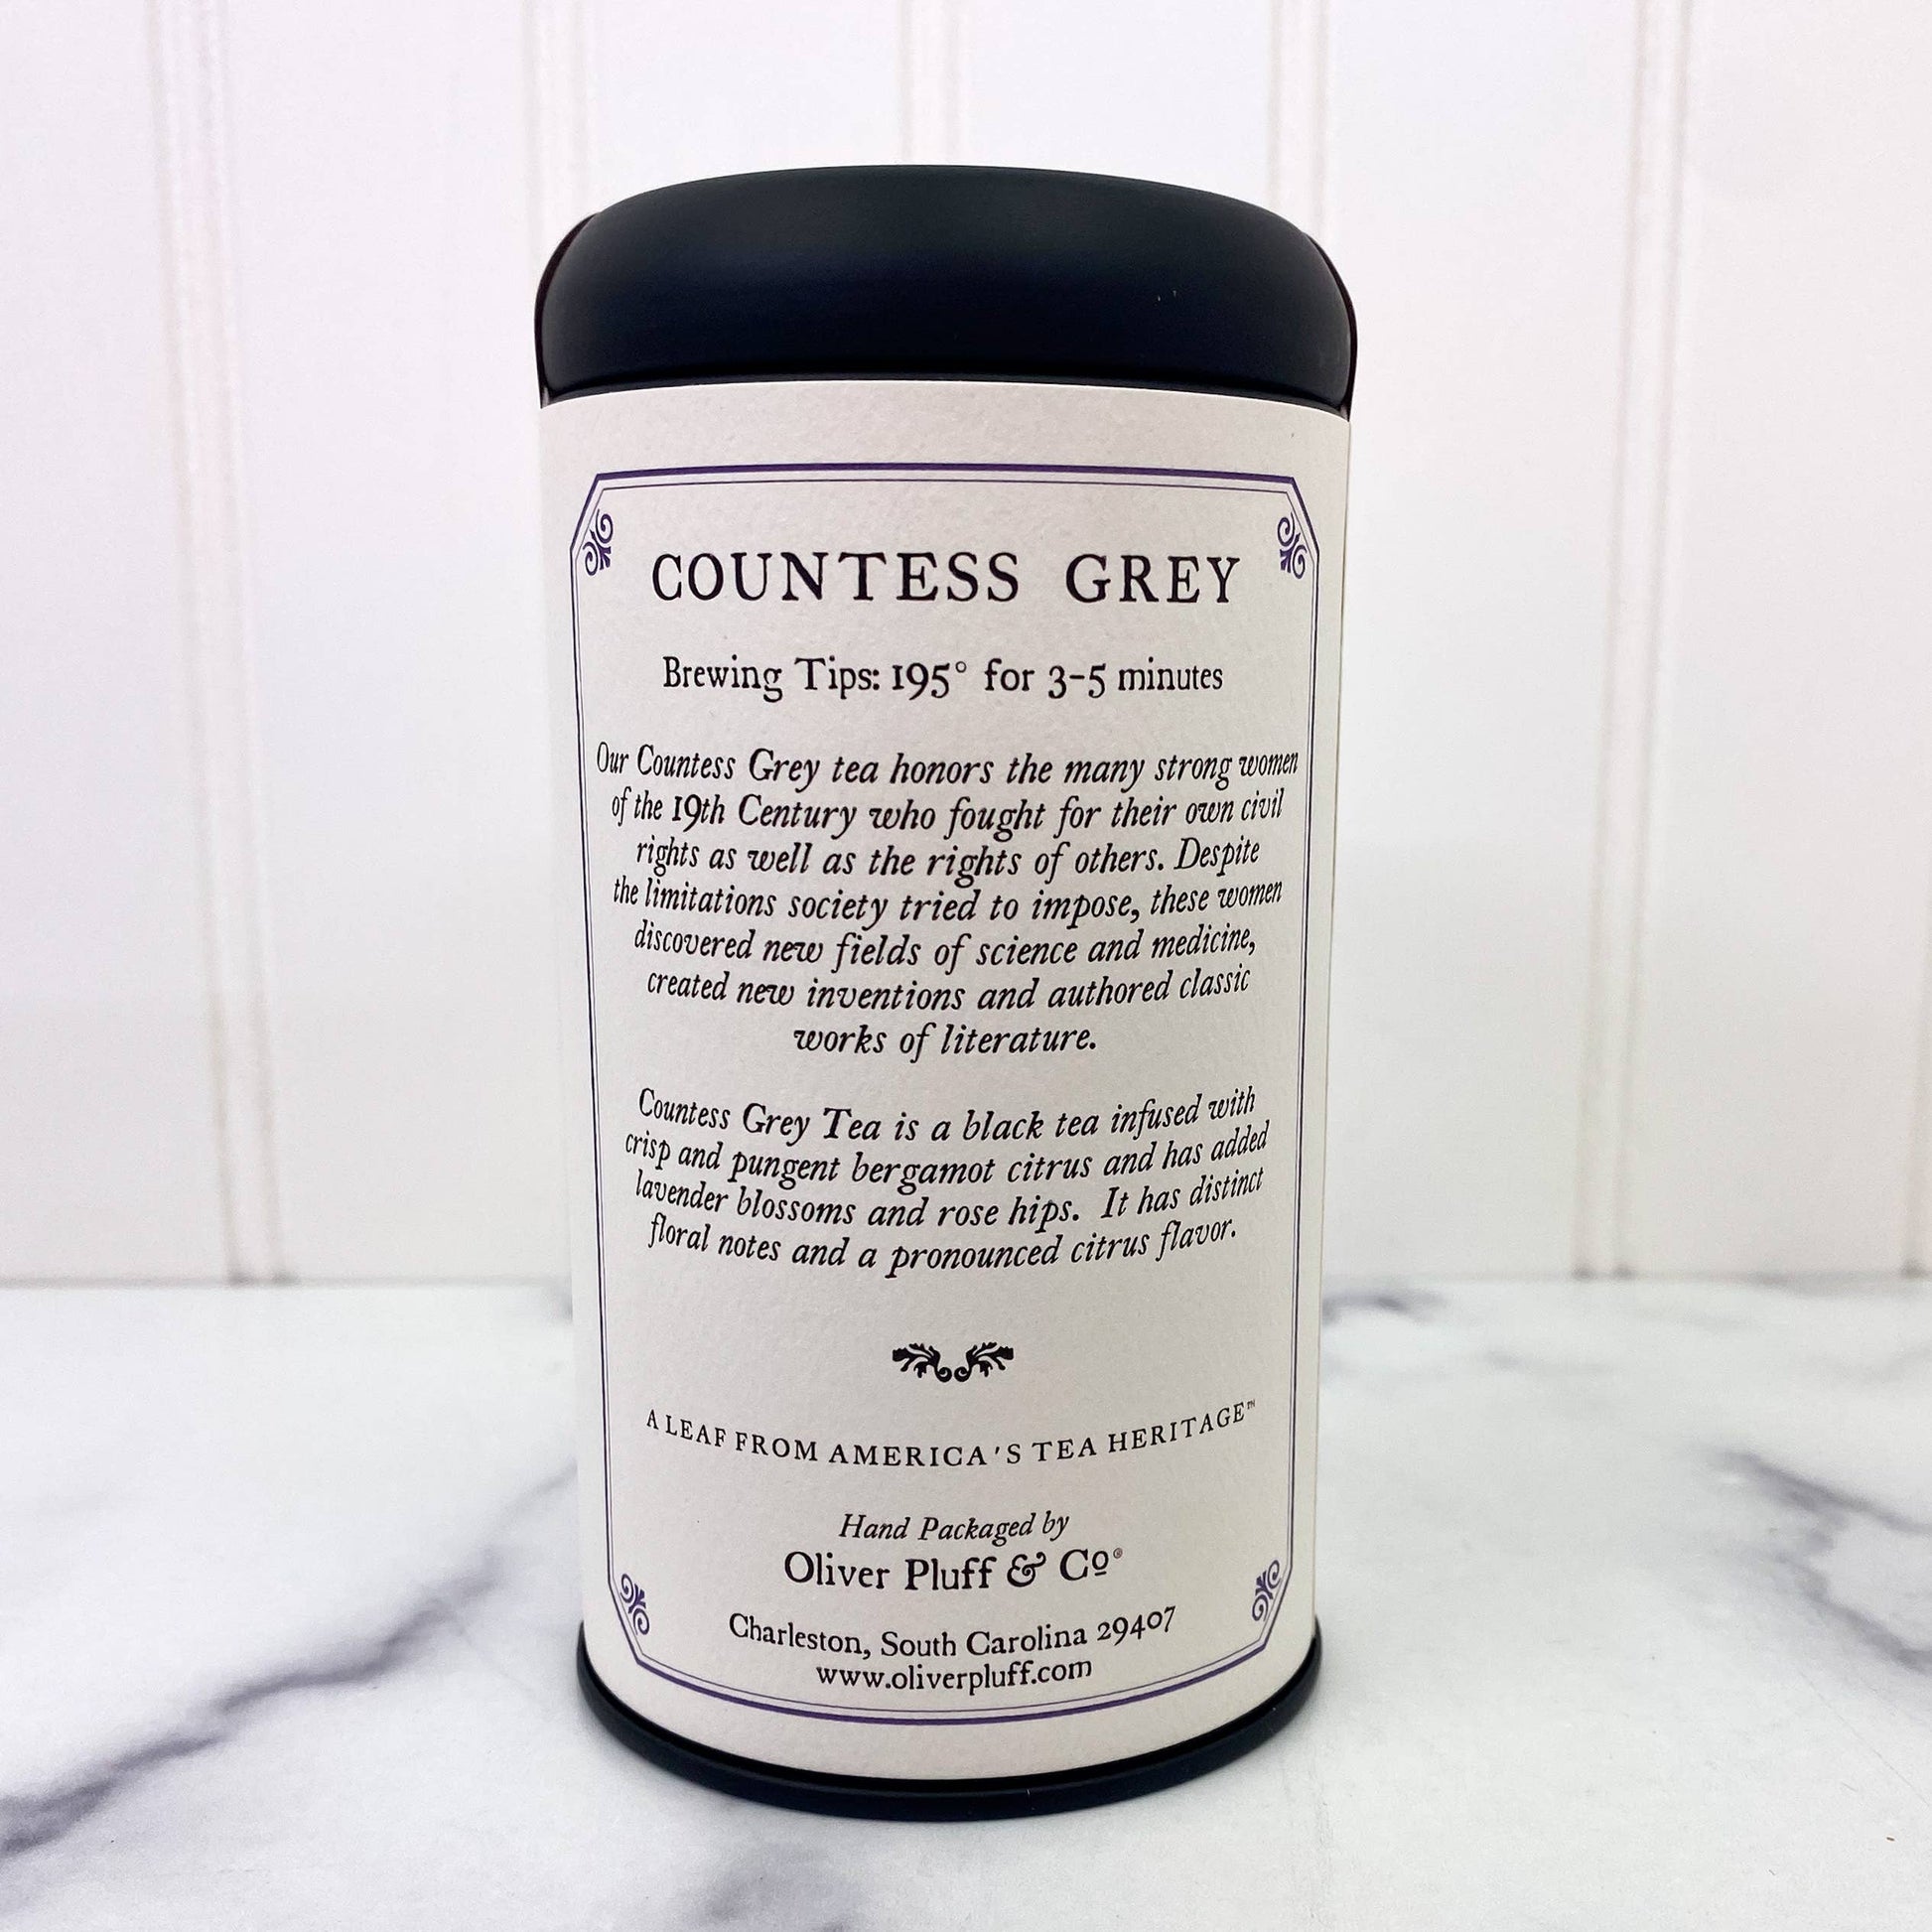 COUNTESS GREY
Brewing Tips: 195° for 3-5 minutes
Our Countess Grey tea honors the many strong women
of the 19th Century who fought for their own civil
rights as well as the rights of others. Despite
the limitations society tried to impose, these women
discovered new fields of science and medicine,
created new inventions and authored classic
works of literature.
Countess Grey Tea is a black tea infused with
crisp and pungent bergamot citrus and has added
lavender blossoms and rose hips. It has distinct
floral notes and a pronounced citrus flavor.
A LEAF FROM AMERICA'S TEA HERITAGE™
Hand Packaged by
Oliver Pluff & Cº®
Charleston, South Carolina 29407
www.oliverpluff.com